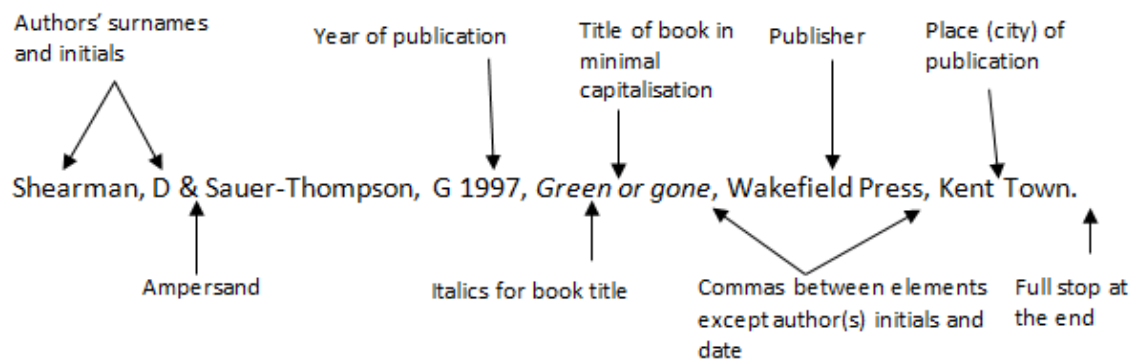 Authors' surnames
and initials
Year of publication
Title of book in
minimal
capitalisation
Publisher
Place (city) of
publication
Shearman, D & Sauer-Thompson, G 1997, Green or gone, Wakefield Press, Kent Town.
Ampersand
Italics for book title
Commas between elements
except author(s) initials and
date
Full stop at
the end